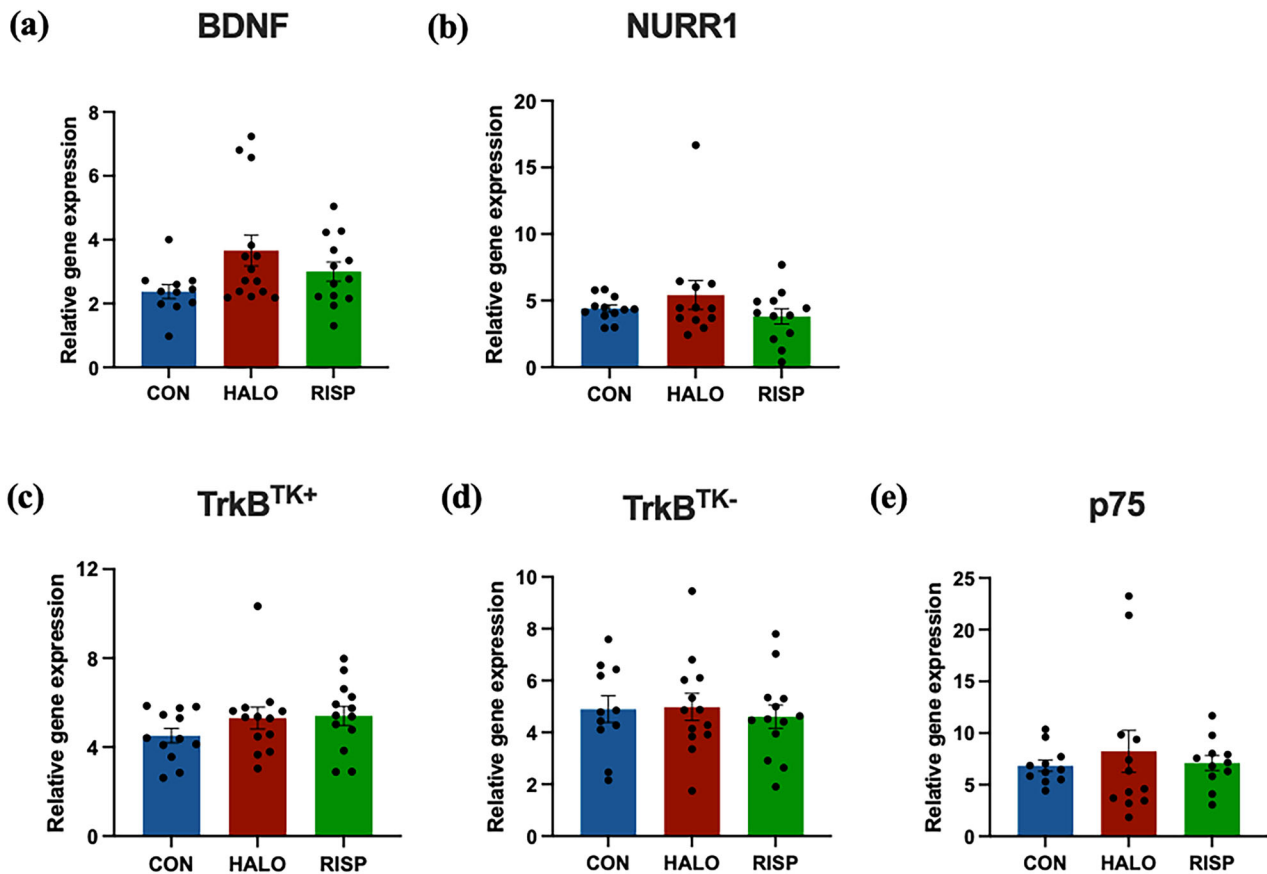 (a) BDNF
Relative gene expression
8
6
4
2
0
CON HALO RISP
(b) NURR1
Relative gene expression
20
15
10
5
0
CON HALO RISP
(c) TrkBTK+
Relative gene expression
12
8
4
0
CON HALO RISP
(d) TrkBTK-
Relative gene expression
10
8
6
4
2
0
CON HALO RISP
(e) p75
Relative gene expression
25
20
15
10
5
0
CON HALO RISP